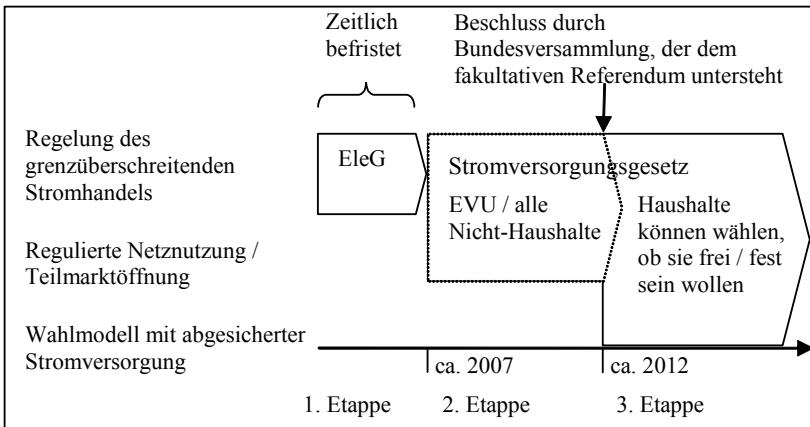 Zeitlich
befristet
Beschluss durch
Bundesversammlung, der dem
fakultativen Referendum untersteht
Regelung des
grenzüberschreitenden
Stromhandels
EleG
Stromversorgungsgesetz
EVU / alle
Nicht-Haushalte
Haushalte
können wählen,
ob sie frei / fest
sein wollen
Regulierte Netznutzung /
Teilmarktöffnung
Wahlmodell mit abgesicherter
Stromversorgung
ca. 2007
ca. 2012
1. Etappe
2. Etappe
3. Etappe